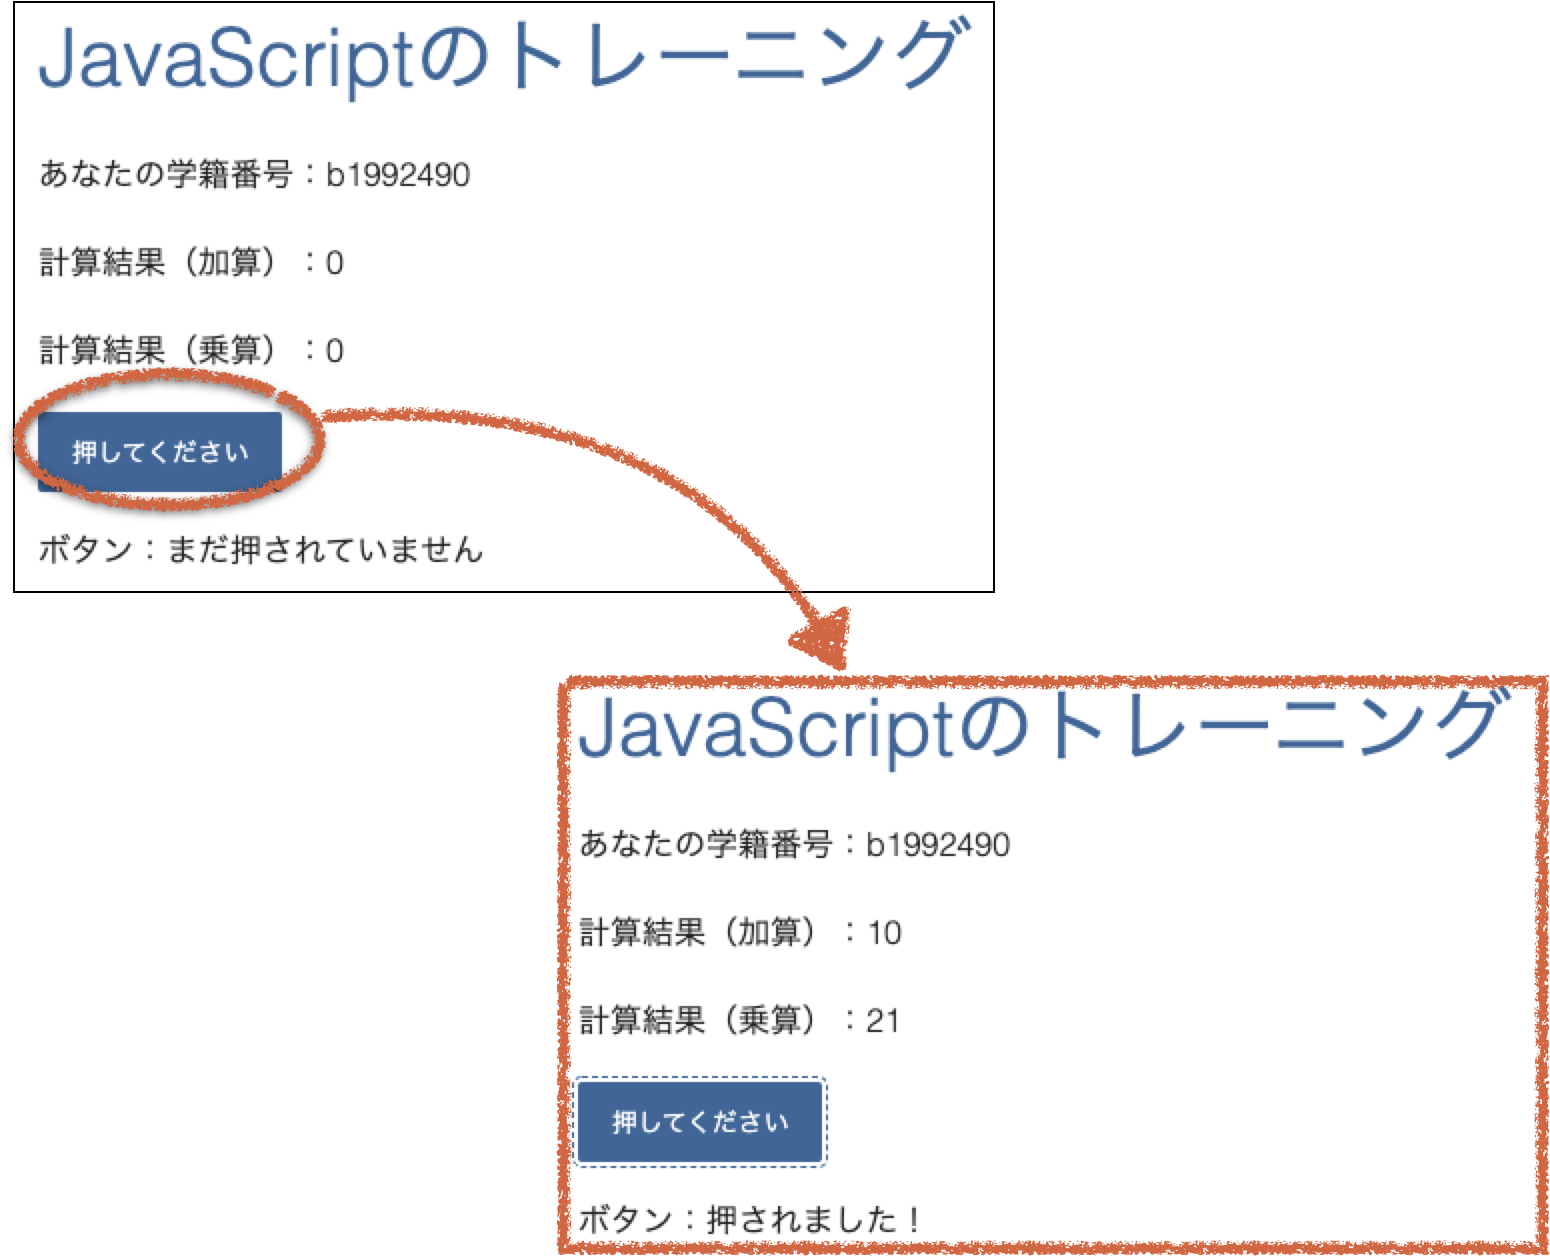 JavaScriptのトレーニング
あなたの学籍番号：b1992490
計算結果（加算）：0
計算結果（乗算）：0
押してください
ボタン：まだ押されていません
JavaScriptのトレーニング
あなたの学籍番号：b1992490
計算結果（加算）：10
計算結果（乗算）：21
押してください
ボタン：押されました！